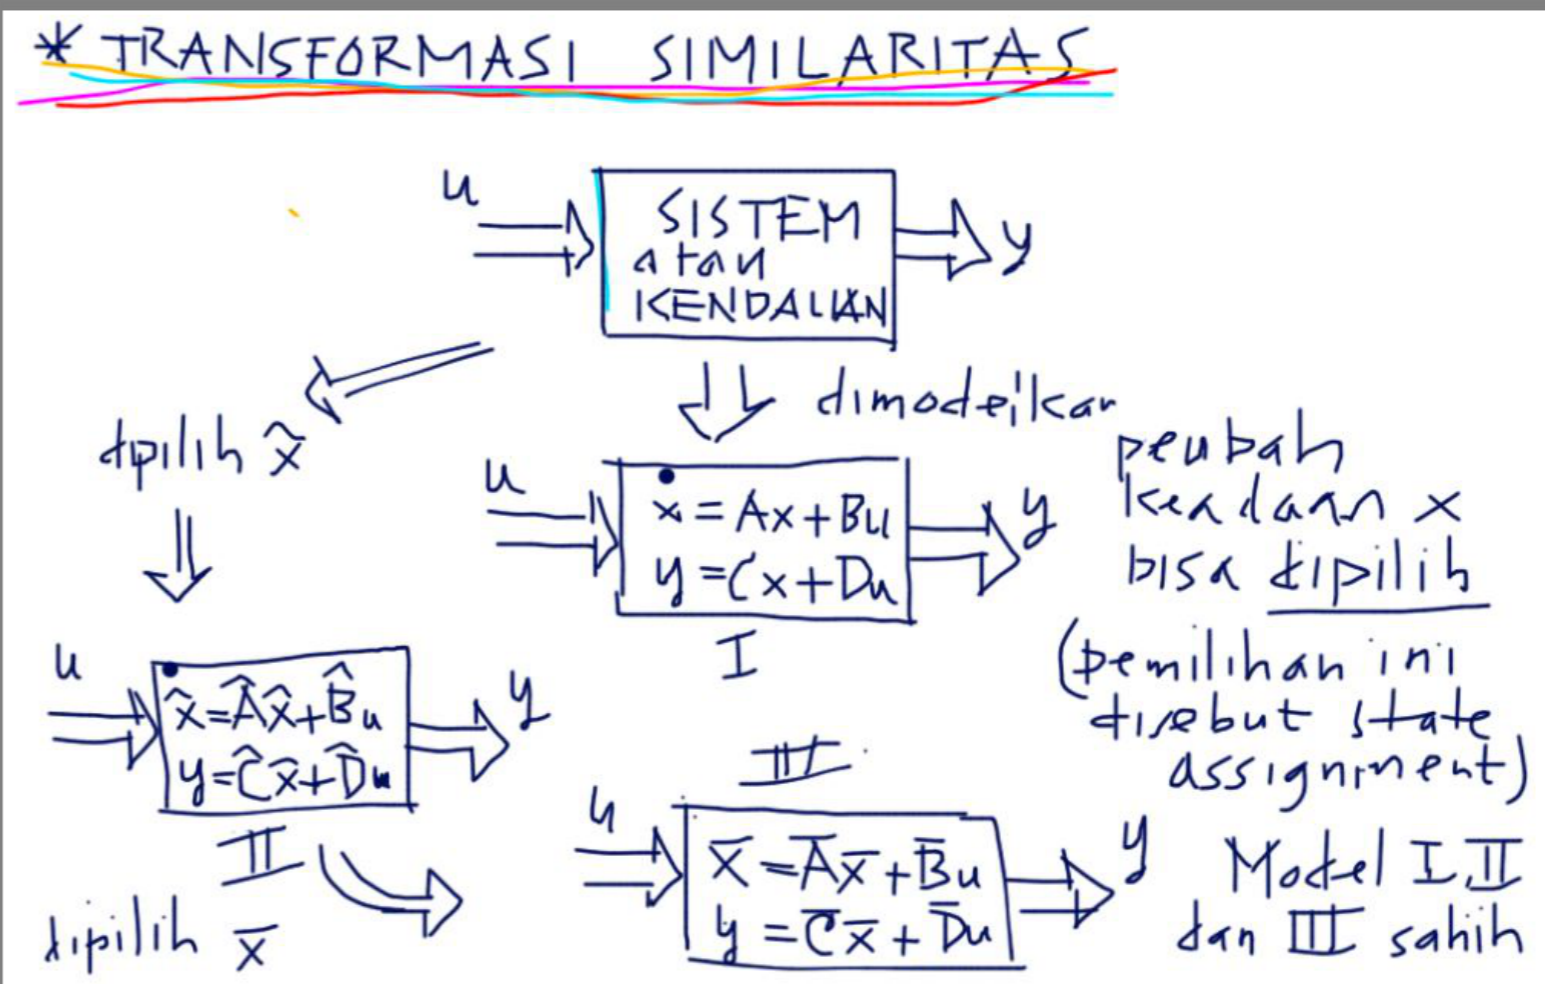 * TRANSFORMASI SIMILARITAS
u
SISTEM
atau
KENDALIAN
y
dimodelkan
dipilih x̂
u
ẋ = Ax + Bu
y = Cx + Du
y
I
peubah
keadaan x
bisa dipilih
(pemilihan ini
disebut state
assignment)
u
x̂̇ = Âx̂ + B̂u
y = Ĉx̂ + D̂u
y
II
dipilih x̄
III
u
x̄ = Āx̄ + B̄u
y = C̄x̄ + D̄u
y
Model I, II
dan III sahih